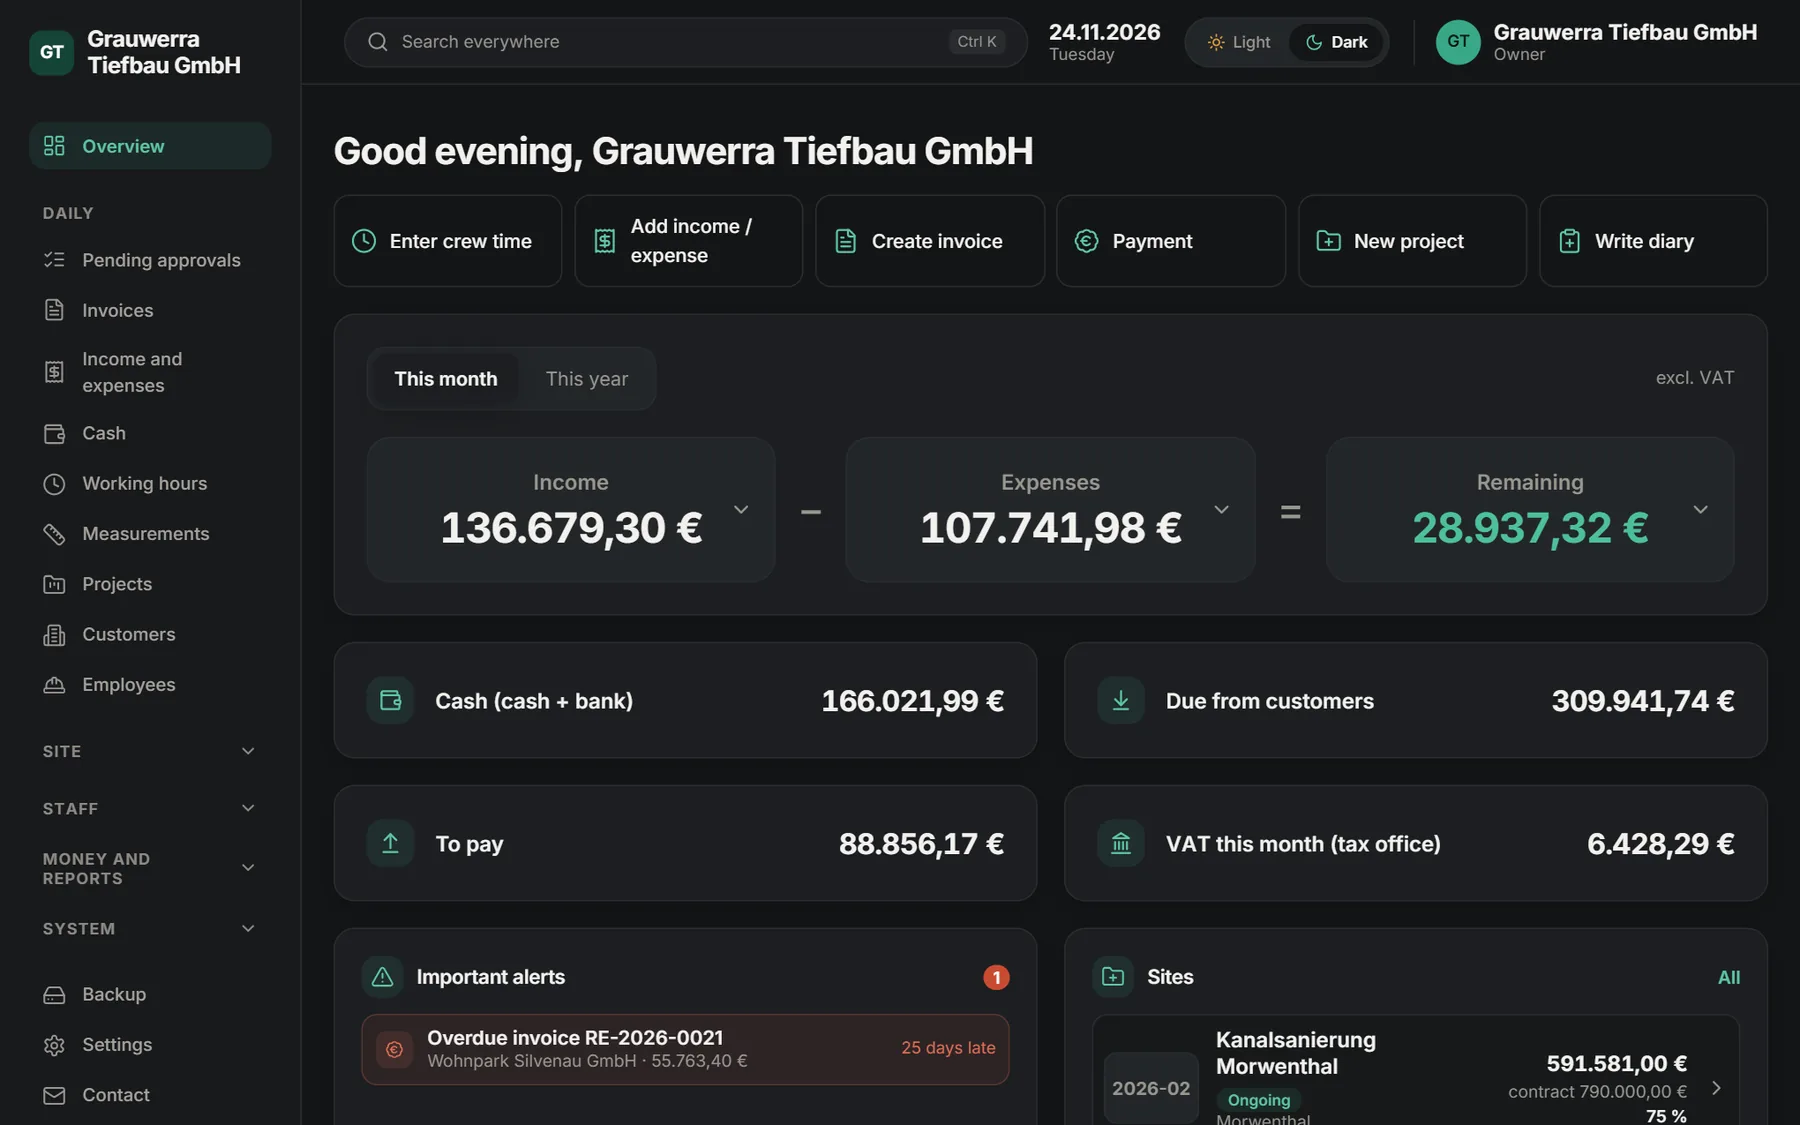 GT
Grauwerra
Tiefbau GmbH
Overview
DAILY
Pending approvals
Invoices
Income and
expenses
Cash
Working hours
Measurements
Projects
Customers
Employees
SITE
STAFF
MONEY AND
REPORTS
SYSTEM
Backup
Settings
Contact
Search everywhere
Ctrl K
24.11.2026
Tuesday
Light
Dark
GT
Grauwerra Tiefbau GmbH
Owner
Good evening, Grauwerra Tiefbau GmbH
Enter crew time
Add income /
expense
Create invoice
Payment
New project
Write diary
This month
This year
excl. VAT
Income
136.679,30 €
–
Expenses
107.741,98 €
=
Remaining
28.937,32 €
Cash (cash + bank)
166.021,99 €
Due from customers
309.941,74 €
To pay
88.856,17 €
VAT this month (tax office)
6.428,29 €
Important alerts
1
Overdue invoice RE-2026-0021
Wohnpark Silvenau GmbH · 55.763,40 €
25 days late
Sites
All
2026-02
Kanalsanierung
Morwenthal
Ongoing
Morwenthal
591.581,00 €
contract 790.000,00 €
75 %